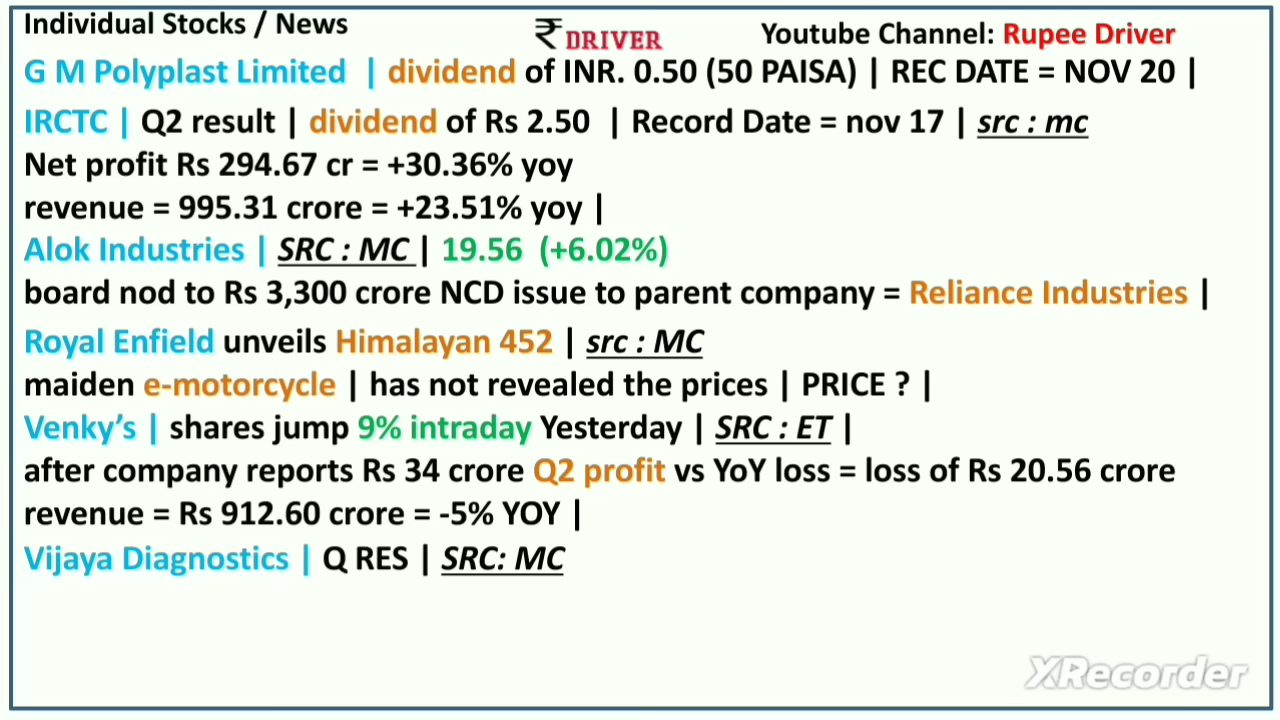 Individual Stocks / News
₹ DRIVER
Youtube Channel: Rupee Driver
G M Polyplast Limited | dividend of INR. 0.50 (50 PAISA) | REC DATE = NOV 20 |
IRCTC | Q2 result | dividend of Rs 2.50 | Record Date = nov 17 | src : mc
Net profit Rs 294.67 cr = +30.36% yoy
revenue = 995.31 crore = +23.51% yoy |
Alok Industries | SRC : MC | 19.56 (+6.02%)
board nod to Rs 3,300 crore NCD issue to parent company = Reliance Industries |
Royal Enfield unveils Himalayan 452 | src : MC
maiden e-motorcycle | has not revealed the prices | PRICE ? |
Venky’s | shares jump 9% intraday Yesterday | SRC : ET |
after company reports Rs 34 crore Q2 profit vs YoY loss = loss of Rs 20.56 crore
revenue = Rs 912.60 crore = -5% YOY |
Vijaya Diagnostics | Q RES | SRC: MC
XRecorder